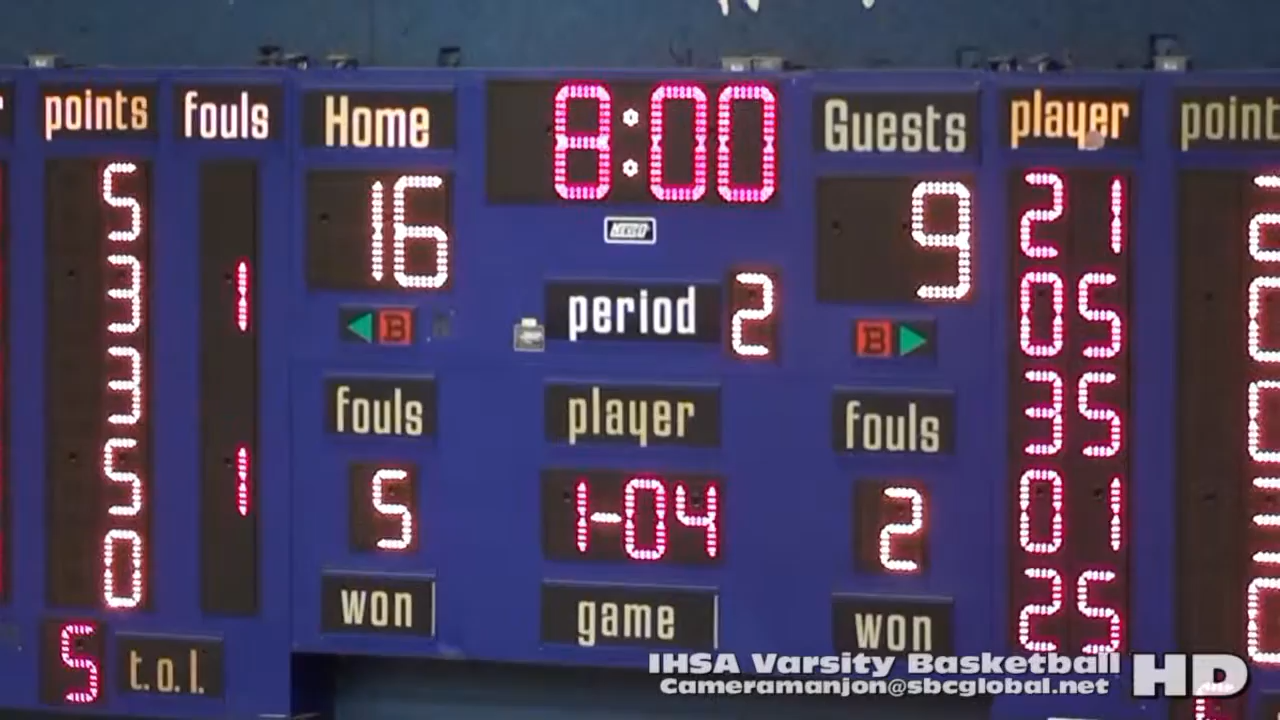 points fouls Home 8:00 Guests player point
5 16 9 21
3 1 period 2 05
B B
3 fouls player fouls 35
5 1 5 1-04 2 01
0 won game won 25
5 t.o.l.
IHSA Varsity Basketball HD
Cameramanjon@sbcglobal.net